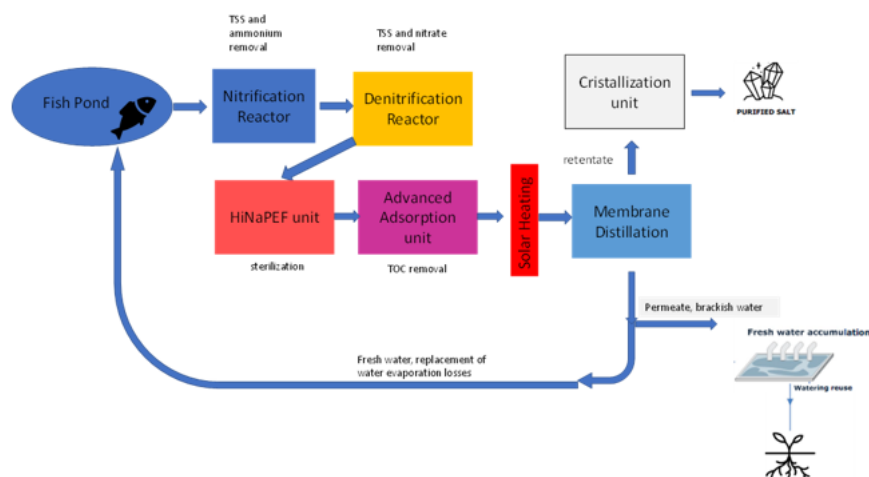 TSS and
ammonium
removal
TSS and nitrate
removal
Fish Pond
Nitrification
Reactor
Denitrification
Reactor
Cristallization
unit
PURIFIED SALT
retentate
HiNaPEF unit
Advanced
Adsorption
unit
Solar Heating
Membrane
Distillation
sterilization
TOC removal
Permeate, brackish water
Fresh water accumulation
Fresh water, replacement of
water evaporation losses
Watering reuse